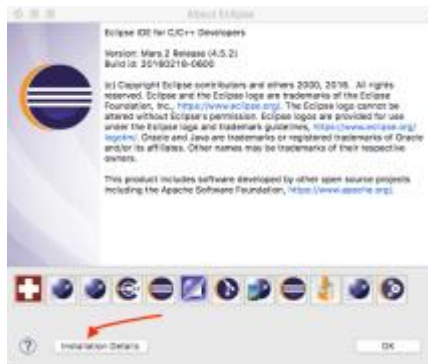 About Eclipse
Eclipse IDE for C/C++ Developers
Version: Mars.2 Release (4.5.2)
Build id: 20160218-0600
(c) Copyright Eclipse contributors and others 2000, 2016. All rights
reserved. Eclipse and the Eclipse logo are trademarks of the Eclipse
Foundation, Inc., https://www.eclipse.org/. The Eclipse logo cannot be
altered without Eclipse's permission. Eclipse logos are provided for use
under the Eclipse logo and trademark guidelines, https://www.eclipse.org/
logotm/. Oracle and Java are trademarks or registered trademarks of Oracle
and/or its affiliates. Other names may be trademarks of their respective
owners.
This product includes software developed by other open source projects
including the Apache Software Foundation, https://www.apache.org/.
Installation Details
OK